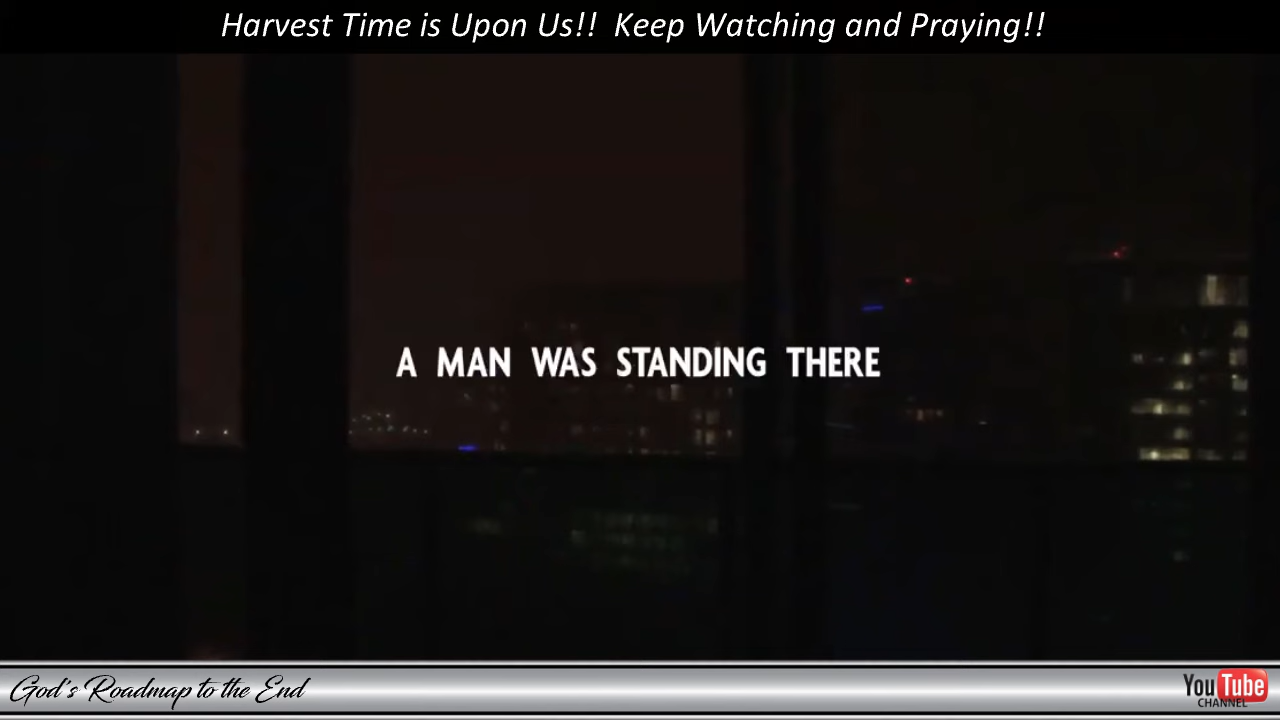 Harvest Time is Upon Us!!  Keep Watching and Praying!!
A MAN WAS STANDING THERE
God's Roadmap to the End
YouTube
CHANNEL